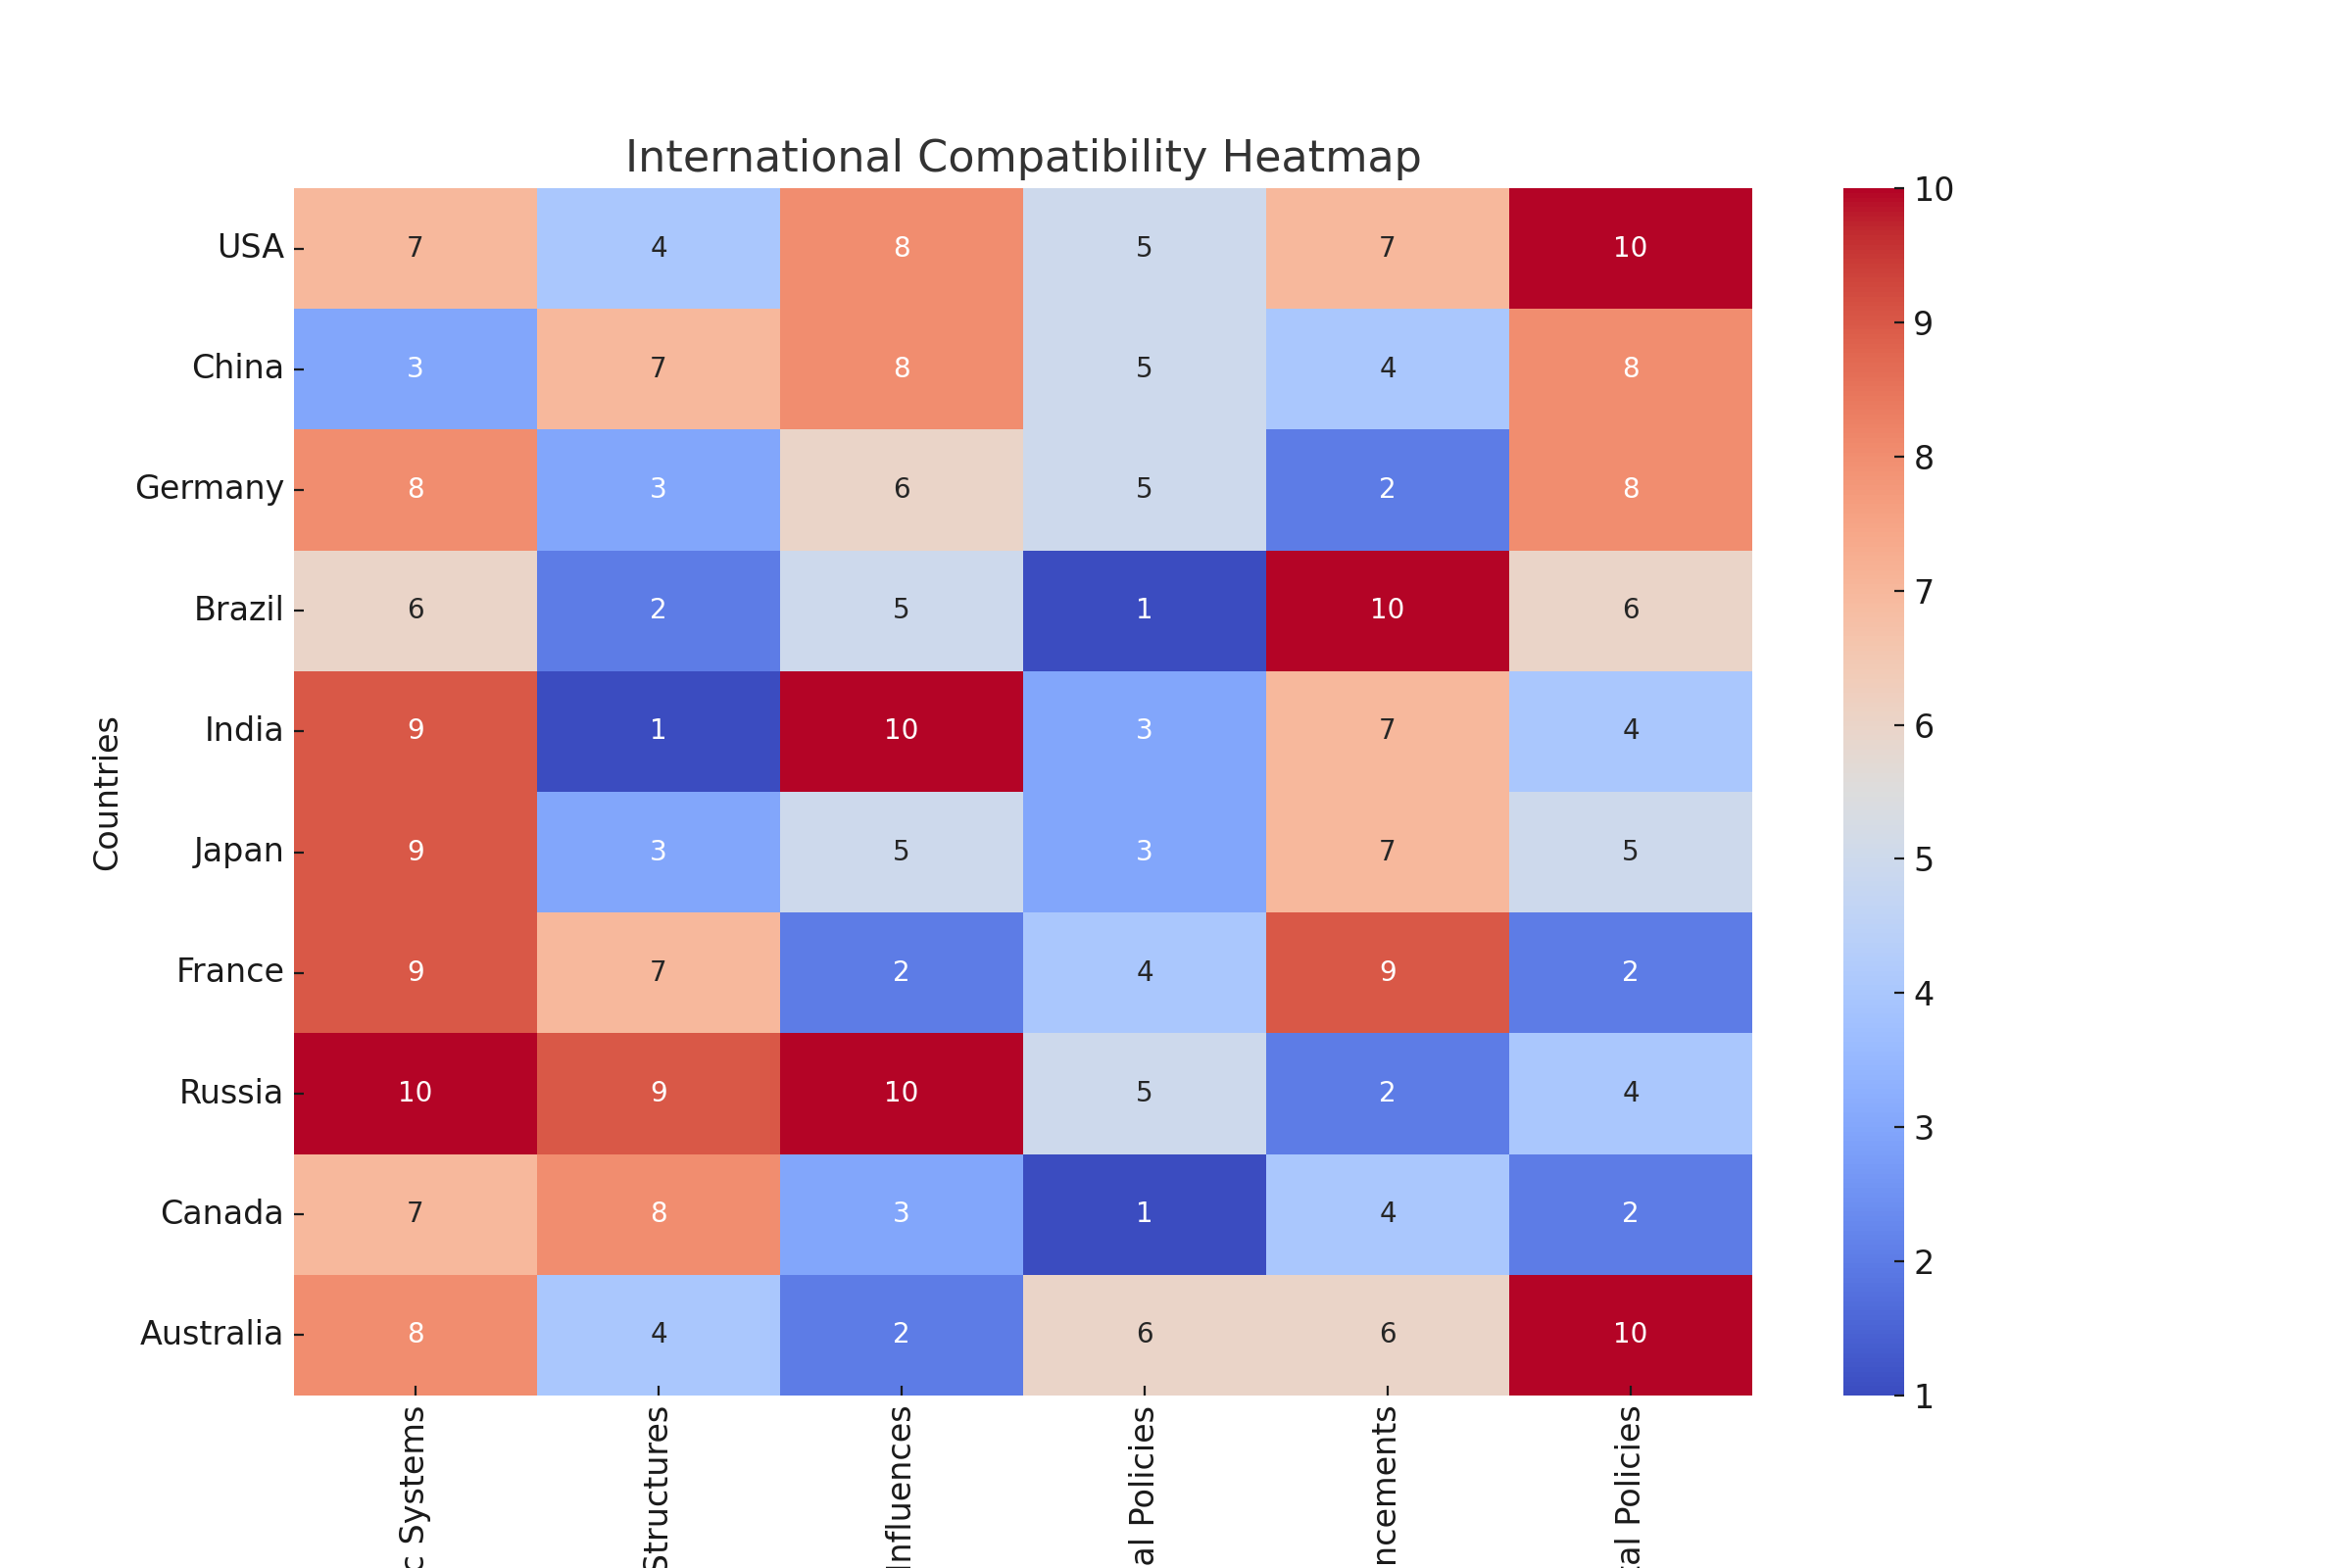 International Compatibility Heatmap
Countries
USA 7 4 8 5 7 10
China 3 7 8 5 4 8
Germany 8 3 6 5 2 8
Brazil 6 2 5 1 10 6
India 9 1 10 3 7 4
Japan 9 3 5 3 7 5
France 9 7 2 4 9 2
Russia 10 9 10 5 2 4
Canada 7 8 3 1 4 2
Australia 8 4 2 6 6 10
Systems
Structures
Influences
Policies
Policies
10
9
8
7
6
5
4
3
2
1